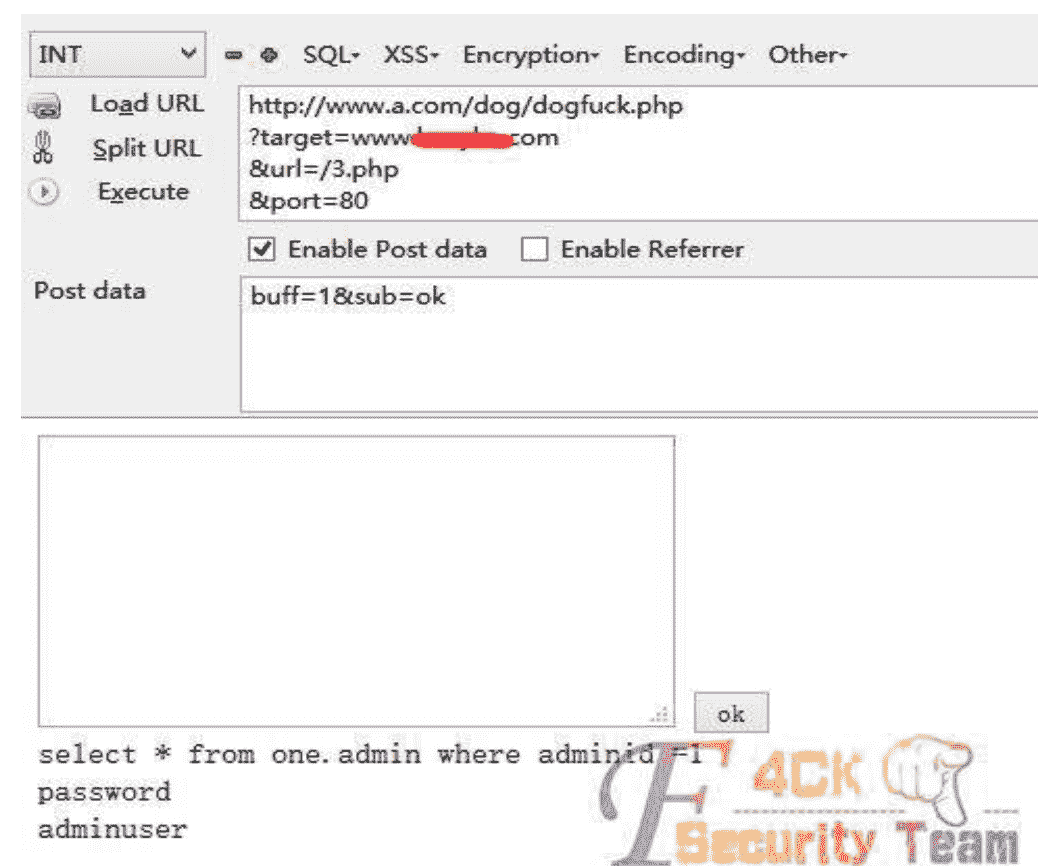 INT SQL- XSS- Encryption- Encoding- Other-
Load URL
http://www.a.com/dog/dogfuck.php
Split URL
?target=www com
&url=/3.php
Execute
&port=80
Enable Post data Enable Referrer
Post data
buff=1&sub=ok
ok
select * from one.admin where adminid =1
password
adminuser
F4CK
Security Team